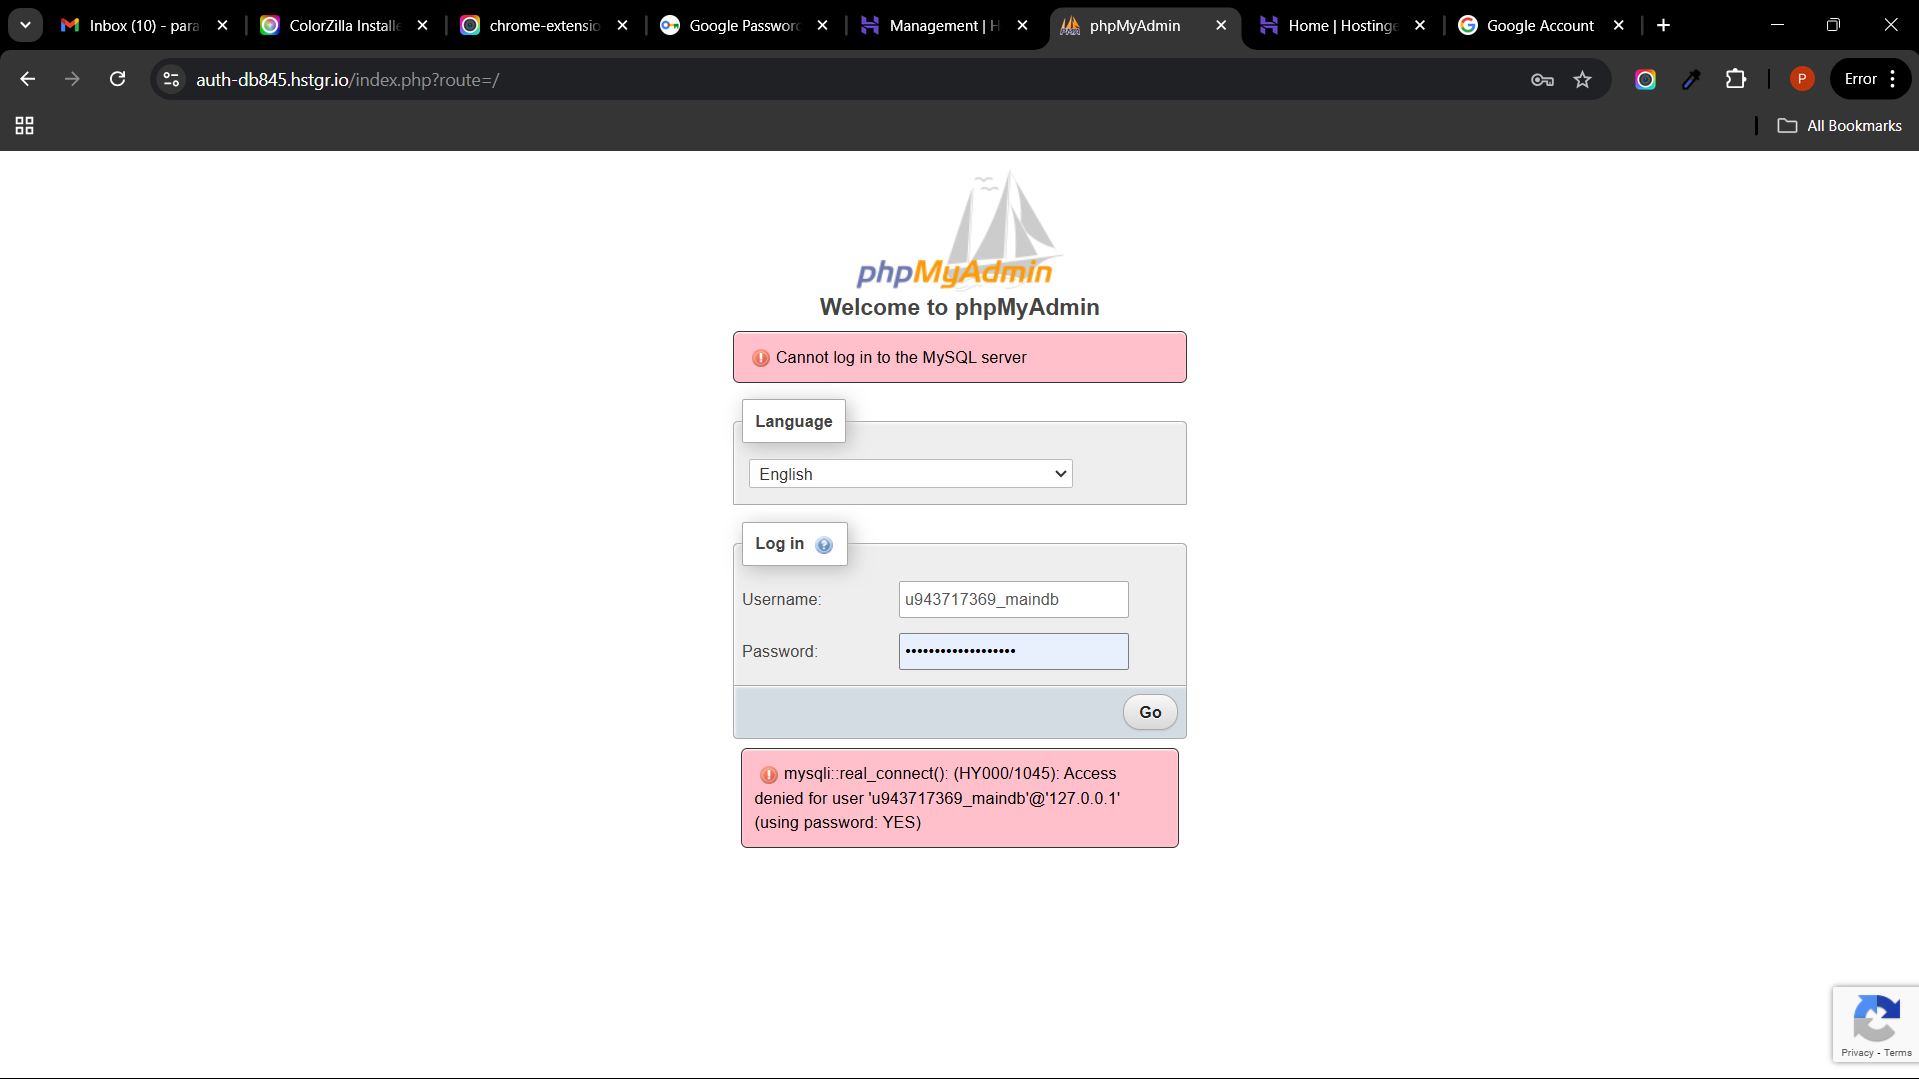 Inbox (10) - para
ColorZilla Installe
chrome-extensio
Google Passwor
Management | H
phpMyAdmin
Home | Hostinge
Google Account
auth-db845.hstgr.io/index.php?route=/
P
Error
All Bookmarks
phpMyAdmin
Welcome to phpMyAdmin
Cannot log in to the MySQL server
Language
English
Log in
Username:
u943717369_maindb
Password:
•••••••••••••••••••
Go
mysqli::real_connect(): (HY000/1045): Access
denied for user 'u943717369_maindb'@'127.0.0.1'
(using password: YES)
Privacy - Terms